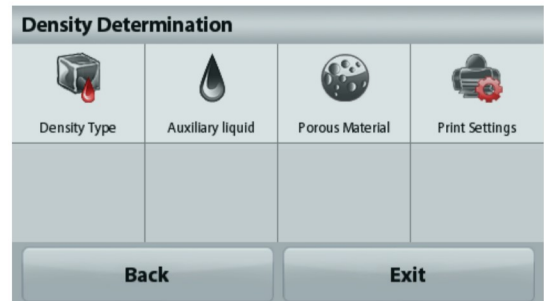 Density Determination
Density Type
Auxiliary liquid
Porous Material
Print Settings
Back
Exit